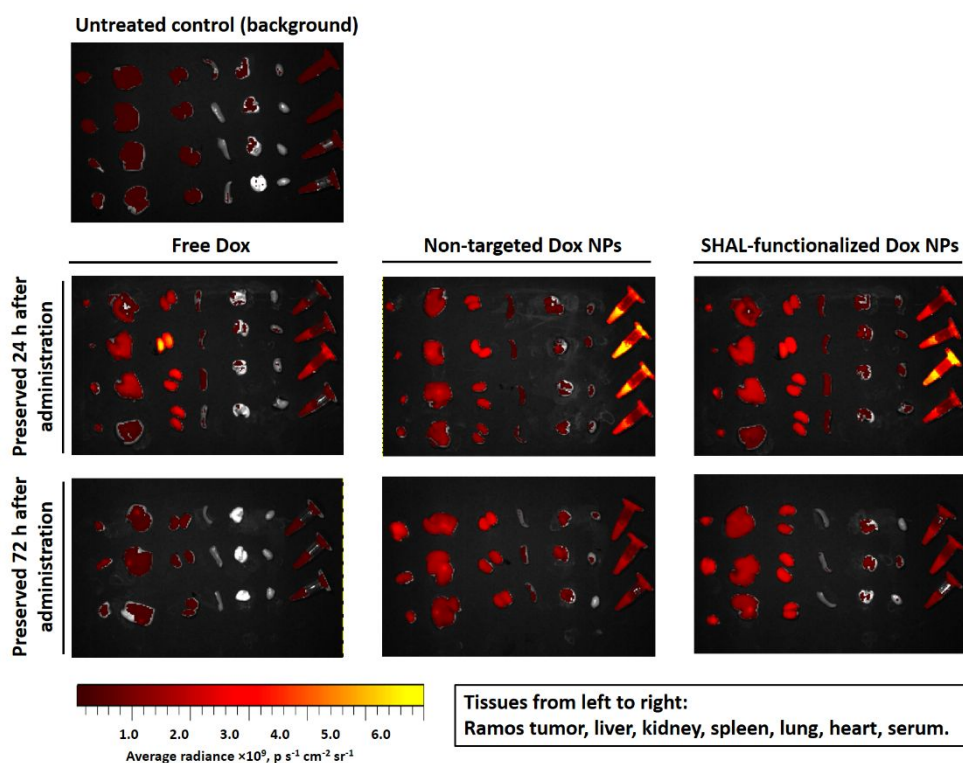 Untreated control (background)
Free Dox
Non-targeted Dox NPs
SHAL-functionalized Dox NPs
Preserved 24 h after
administration
Preserved 72 h after
administration
1.0 2.0 3.0 4.0 5.0 6.0
Average radiance ×10⁹, p s⁻¹ cm⁻² sr⁻¹
Tissues from left to right:
Ramos tumor, liver, kidney, spleen, lung, heart, serum.